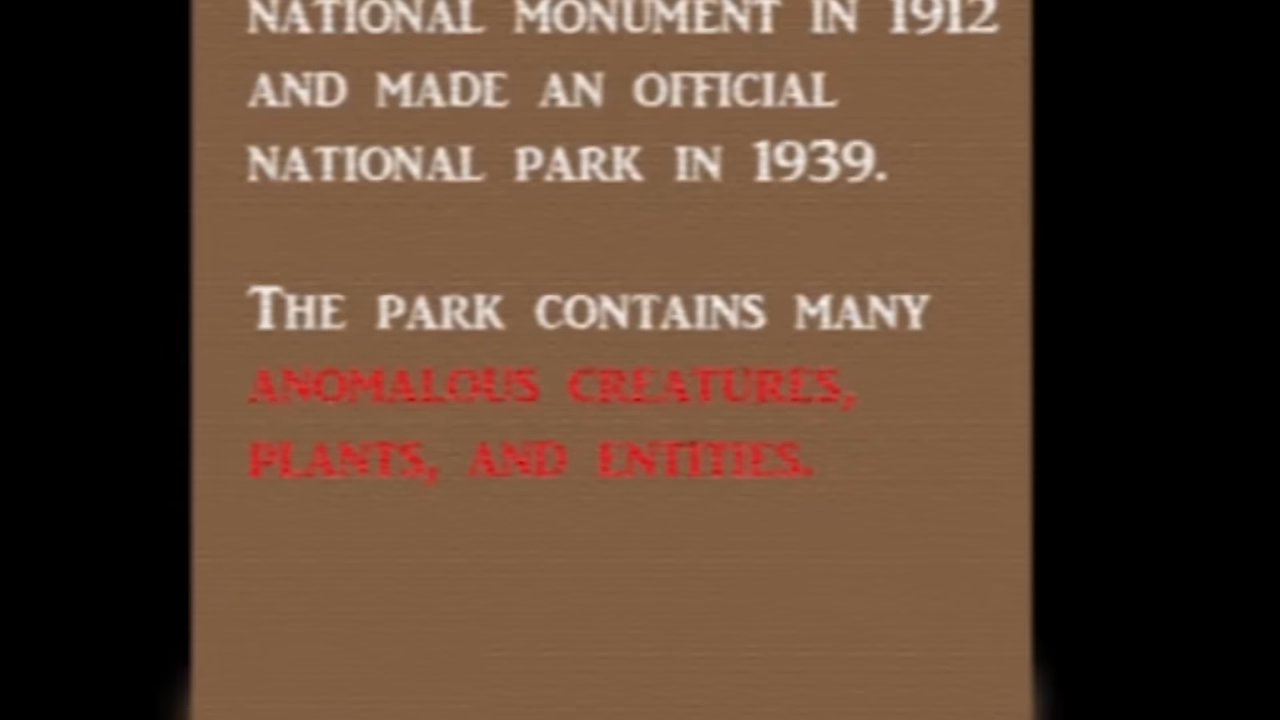 NATIONAL MONUMENT IN 1912
AND MADE AN OFFICIAL
NATIONAL PARK IN 1939.
THE PARK CONTAINS MANY
ANOMALOUS CREATURES,
PLANTS, AND ENTITIES.